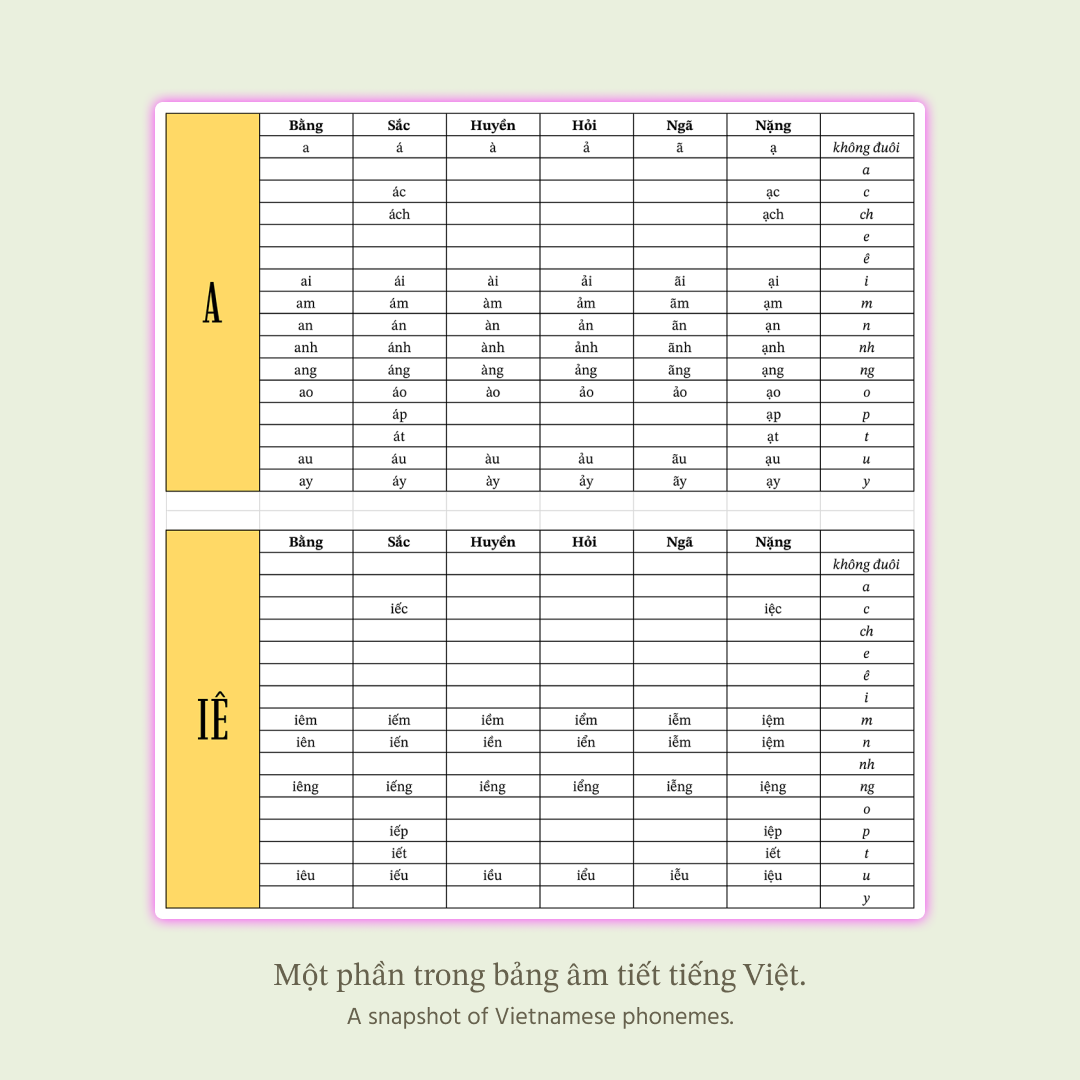 Bằng Sắc Huyền Hỏi Ngã Nặng
a á à ả ã ạ không đuôi
a
ác ạc c
ách ạch ch
e
ê
ai ái ài ải ãi ại i
am ám àm ảm ãm ạm m
an án àn ản ãn ạn n
anh ánh ành ảnh ãnh ạnh nh
A
ang áng àng ảng ãng ạng ng
ao áo ào ảo ảo ạo o
áp ạp p
át ạt t
au áu àu ảu ãu ạu u
ay áy ày ảy ãy ạy y
Bằng Sắc Huyền Hỏi Ngã Nặng
không đuôi
a
iếc iệc c
ch
e
ê
i
IÊ
iêm iếm iềm iểm iễm iệm m
iên iến iền iển iễm iệm n
nh
iêng iếng iềng iểng iễng iệng ng
o
iếp iệp p
iết iết t
iêu iếu iều iểu iễu iệu u
y
Một phần trong bảng âm tiết tiếng Việt.
A snapshot of Vietnamese phonemes.